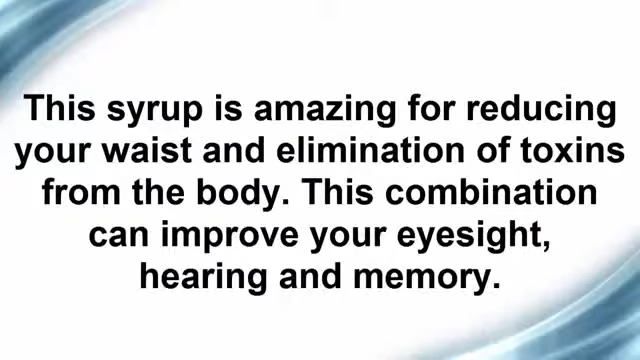 This syrup is amazing for reducing
your waist and elimination of toxins
from the body. This combination
can improve your eyesight,
hearing and memory.